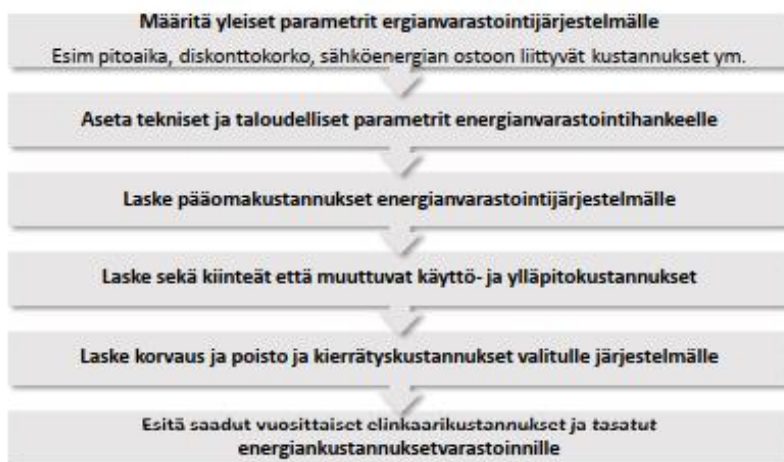 Määritä yleiset parametrit ergianvarastointijärjestelmälle
Esim pitoaika, diskonttokorko, sähköenergian ostoon liittyvät kustannukset ym.
Aseta tekniset ja taloudelliset parametrit energianvarastointihankeelle
Laske pääomakustannukset energianvarastointijärjestelmälle
Laske sekä kiinteät että muuttuvat käyttö- ja ylläpitokustannukset
Laske korvaus ja poisto ja kierrätyskustannukset valitulle järjestelmälle
Esitä saadut vuosittaiset elinkaarikustannukset ja tasatut
energiankustannuksetvarastoinnille